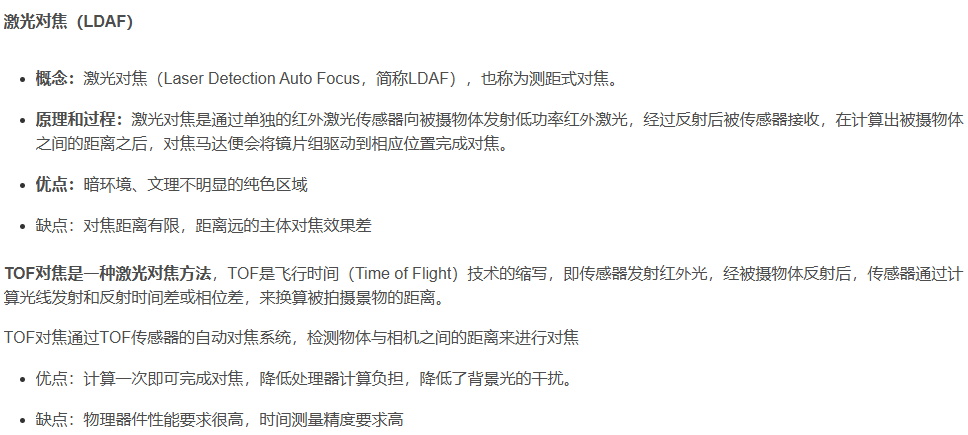 激光对焦（LDAF）
概念：激光对焦（Laser Detection Auto Focus，简称LDAF），也称为测距式对焦。
原理和过程：激光对焦是通过单独的红外激光传感器向被摄物体发射低功率红外激光，经过反射后被传感器接收，在计算出被摄物体
之间的距离之后，对焦马达便会将镜片组驱动到相应位置完成对焦。
优点：暗环境、文理不明显的纯色区域
缺点：对焦距离有限，距离远的主体对焦效果差
TOF对焦是一种激光对焦方法，TOF是飞行时间（Time of Flight）技术的缩写，即传感器发射红外光，经被摄物体反射后，传感器通过计
算光线发射和反射时间差或相位差，来换算被拍摄景物的距离。
TOF对焦通过TOF传感器的自动对焦系统，检测物体与相机之间的距离来进行对焦
优点：计算一次即可完成对焦，降低处理器计算负担，降低了背景光的干扰。
缺点：物理器件性能要求很高，时间测量精度要求高